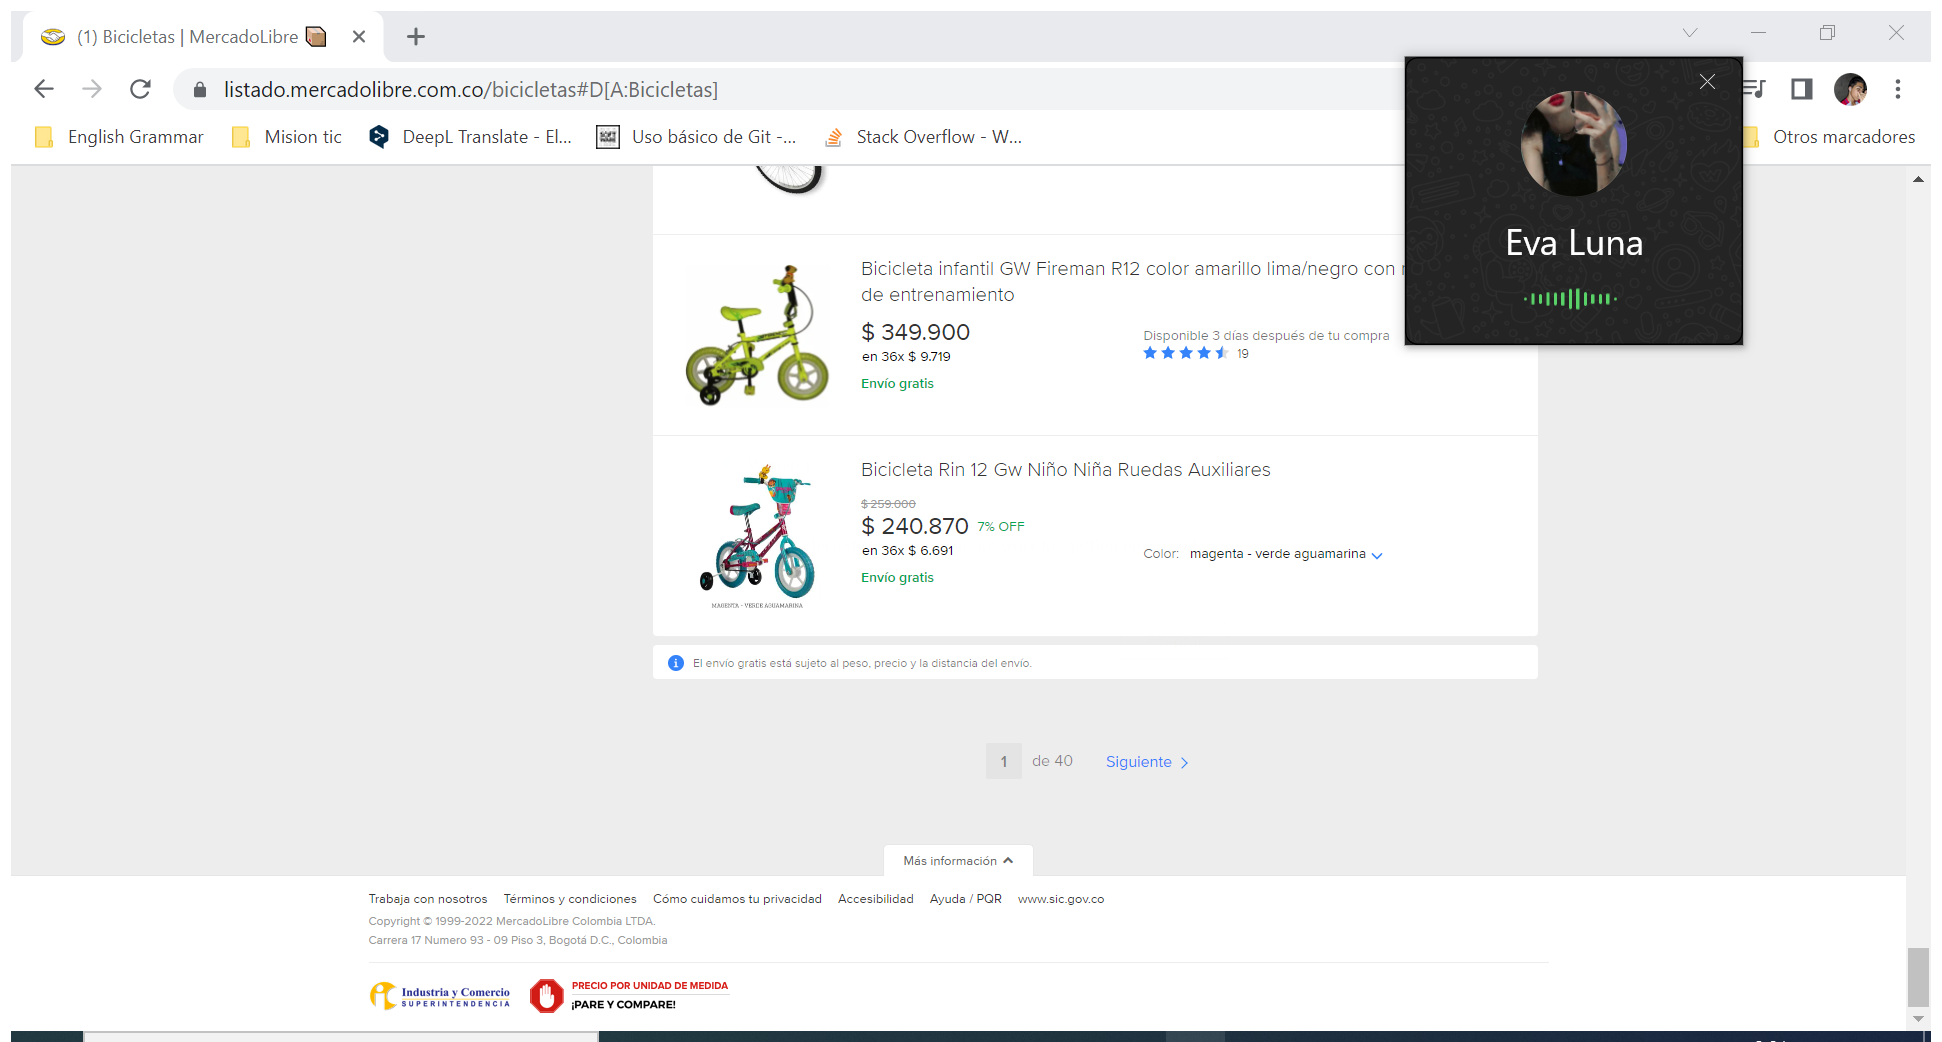 (1) Bicicletas | MercadoLibre
listado.mercadolibre.com.co/bicicletas#D[A:Bicicletas]
English Grammar
Mision tic
DeepL Translate - El...
Uso básico de Git -...
Stack Overflow - W...
Otros marcadores
Eva Luna
Bicicleta infantil GW Fireman R12 color amarillo lima/negro con
de entrenamiento
$ 349.900
en 36x $ 9.719
Envío gratis
Disponible 3 días después de tu compra
19
Bicicleta Rin 12 Gw Niño Niña Ruedas Auxiliares
$ 259.000
$ 240.870 7% OFF
en 36x $ 6.691
Envío gratis
Color: magenta - verde aguamarina
MAGENTA - VERDE AGUAMARINA
El envío gratis está sujeto al peso, precio y la distancia del envío.
1 de 40 Siguiente
Más información
Trabaja con nosotros Términos y condiciones Cómo cuidamos tu privacidad Accesibilidad Ayuda / PQR www.sic.gov.co
Copyright © 1999-2022 MercadoLibre Colombia LTDA.
Carrera 17 Numero 93 - 09 Piso 3, Bogotá D.C., Colombia
Industria y Comercio
SUPERINTENDENCIA
PRECIO POR UNIDAD DE MEDIDA
¡PARE Y COMPARE!